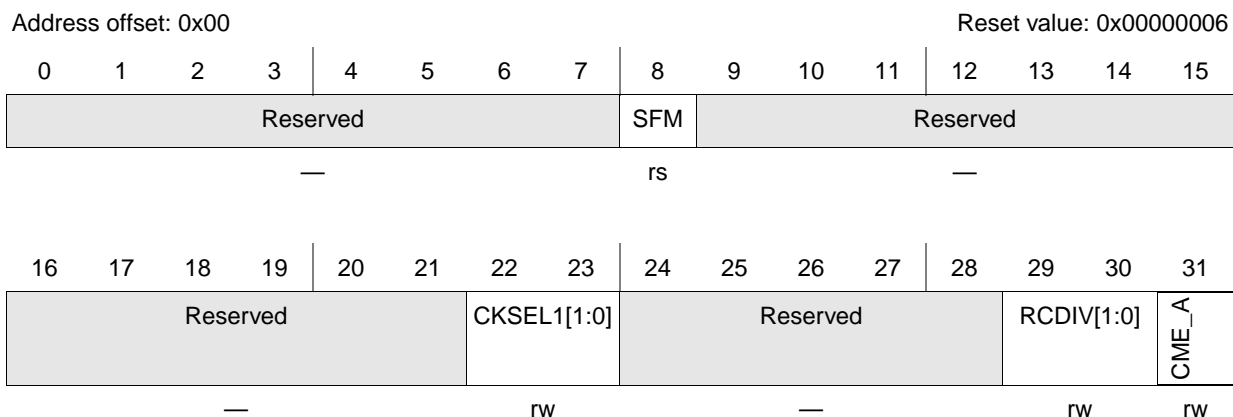 Address offset: 0x00 Reset value: 0x00000006
0 1 2 3 4 5 6 7 8 9 10 11 12 13 14 15
Reserved SFM Reserved
— rs —
16 17 18 19 20 21 22 23 24 25 26 27 28 29 30 31
Reserved CKSEL1[1:0] Reserved RCDIV[1:0] CME_A
— rw — rw rw